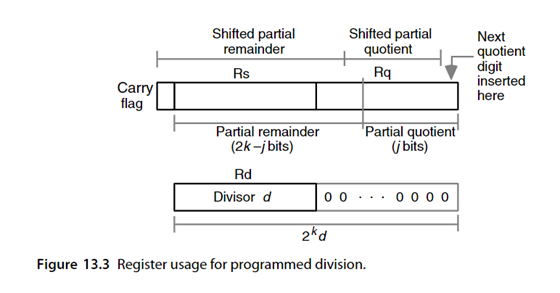 Shifted partial
remainder
Shifted partial
quotient
Next
quotient
digit
inserted
here
Rs
Rq
Carry
flag
Partial remainder
(2k – j bits)
Partial quotient
(j bits)
Rd
Divisor d
0 0 · · · 0 0 0 0
2^k d
Figure 13.3 Register usage for programmed division.